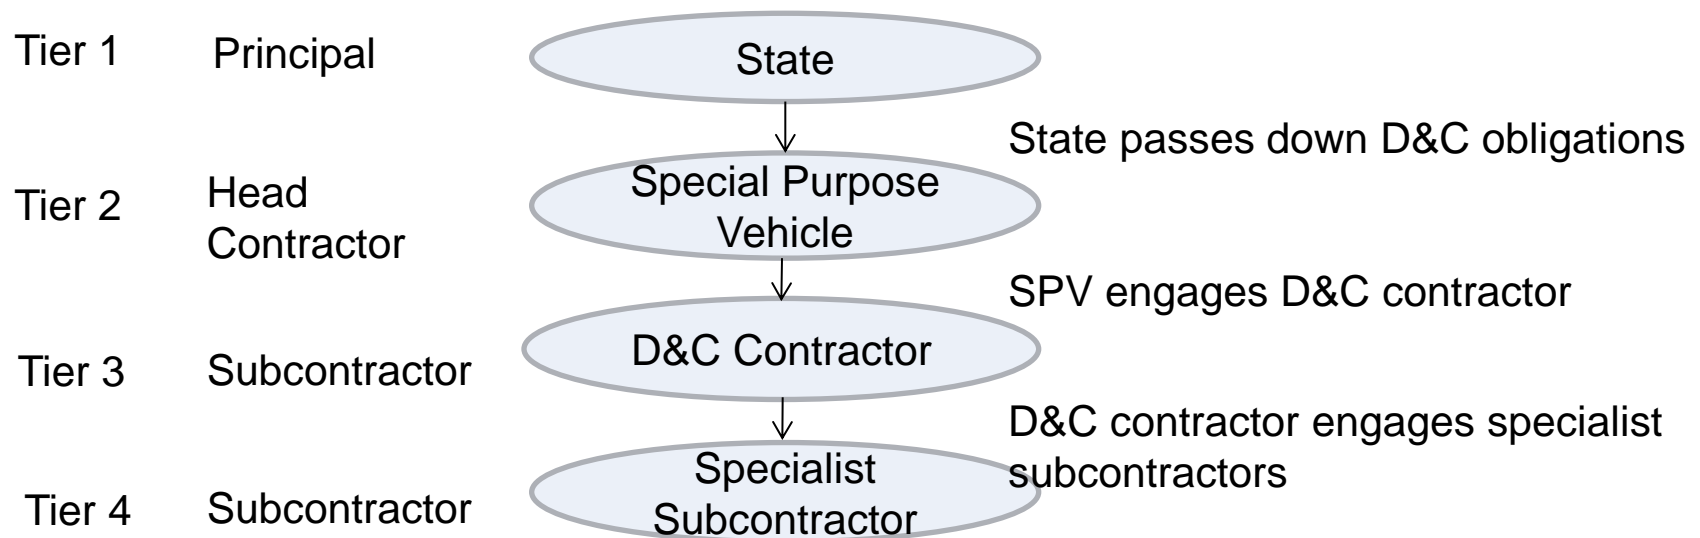 Tier 1
Principal
State
State passes down D&C obligations
Tier 2
Head
Contractor
Special Purpose
Vehicle
SPV engages D&C contractor
Tier 3
Subcontractor
D&C Contractor
D&C contractor engages specialist
subcontractors
Tier 4
Subcontractor
Specialist
Subcontractor